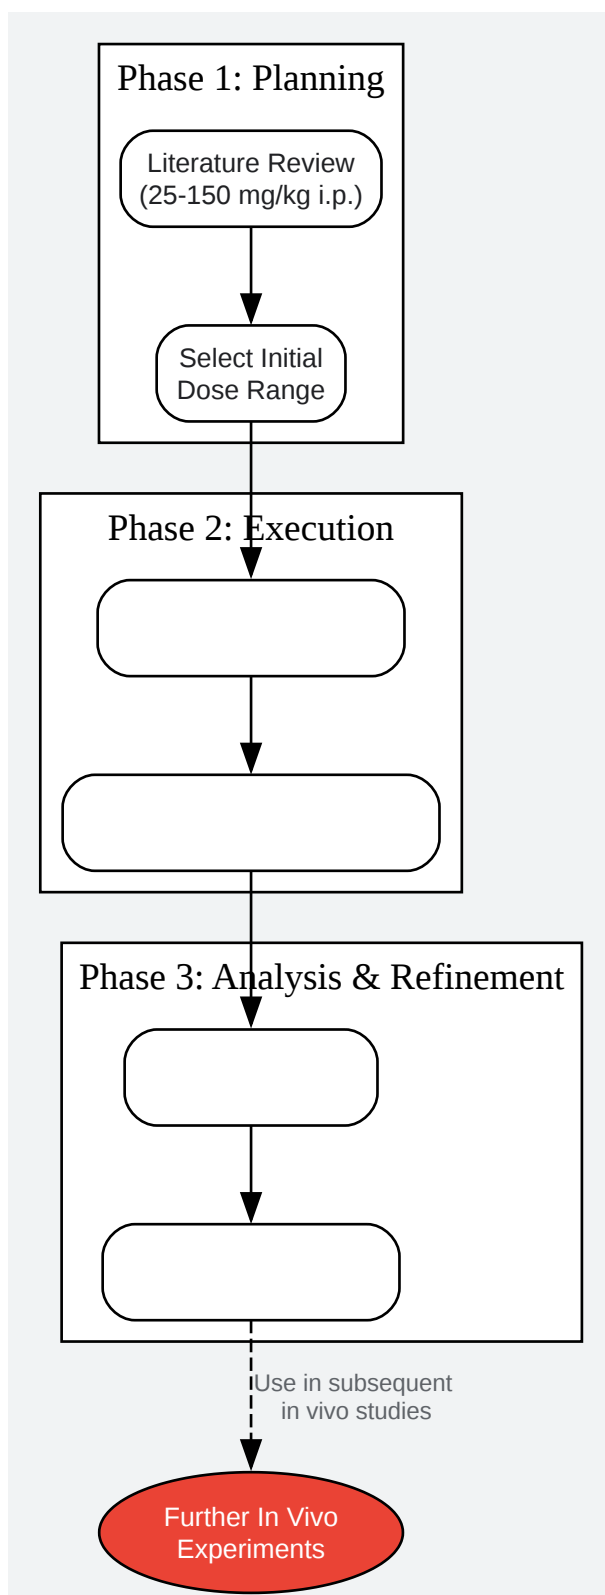 Phase 1: Planning
Literature Review
(25-150 mg/kg i.p.)
Select Initial
Dose Range
Phase 2: Execution
Phase 3: Analysis & Refinement
Use in subsequent
in vivo studies
Further In Vivo
Experiments